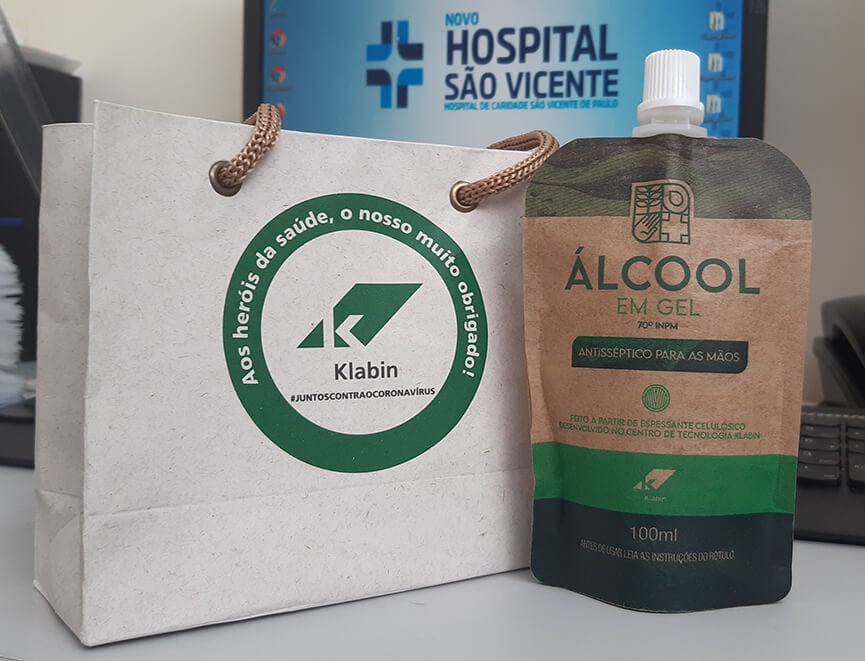 NOVO
HOSPITAL
SÃO VICENTE
HOSPITAL DE CARIDADE SÃO VICENTE DE PAULO
Aos heróis da saúde, o nosso muito obrigado!
Klabin
#JUNTOSCONTRAOCORONAVÍRUS
ÁLCOOL
EM GEL
70º INPM
ANTISSÉPTICO PARA AS MÃOS
FEITO A PARTIR DE ESPESSANTE CELULÓSICO
DESENVOLVIDO NO CENTRO DE TECNOLOGIA KLABIN
Klabin
100ml
ANTES DE USAR LEIA AS INSTRUÇÕES DO RÓTULO.